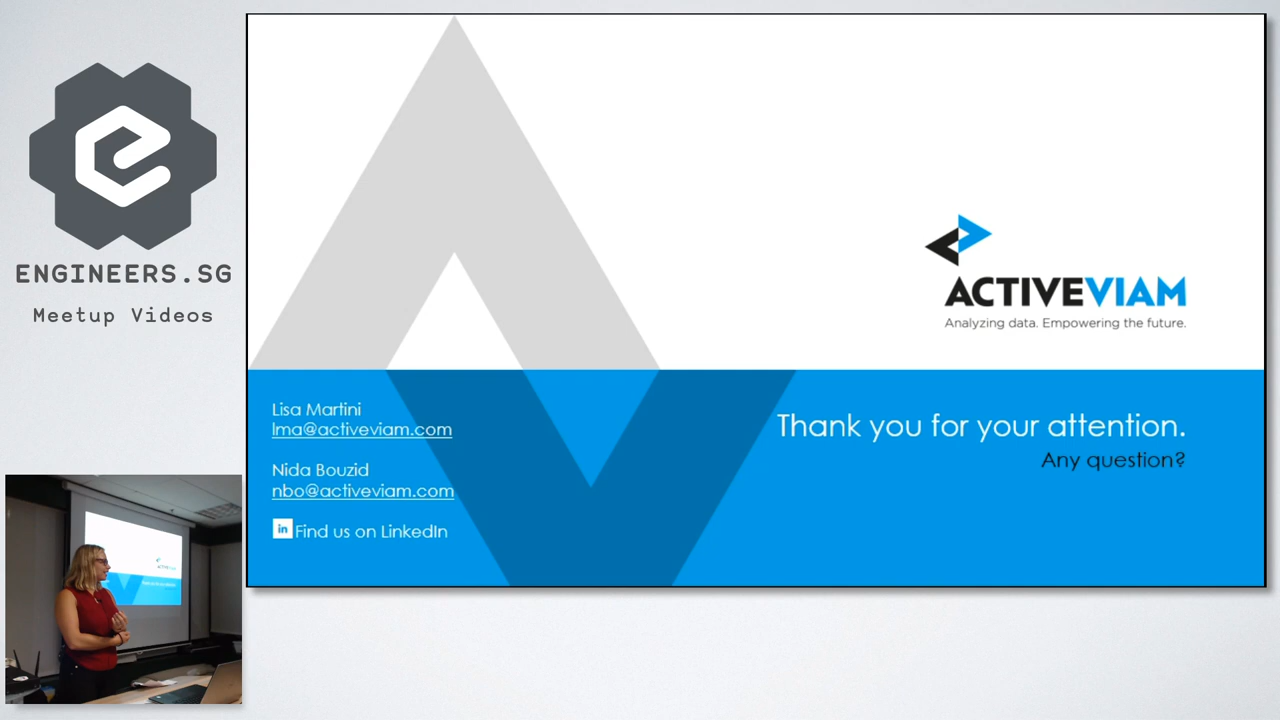 ENGINEERS.SG
Meetup Videos
ACTIVEVIAM
Analyzing data. Empowering the future.
Lisa Martini
lma@activeviam.com
Nida Bouzid
nbo@activeviam.com
in Find us on LinkedIn
Thank you for your attention.
Any question?